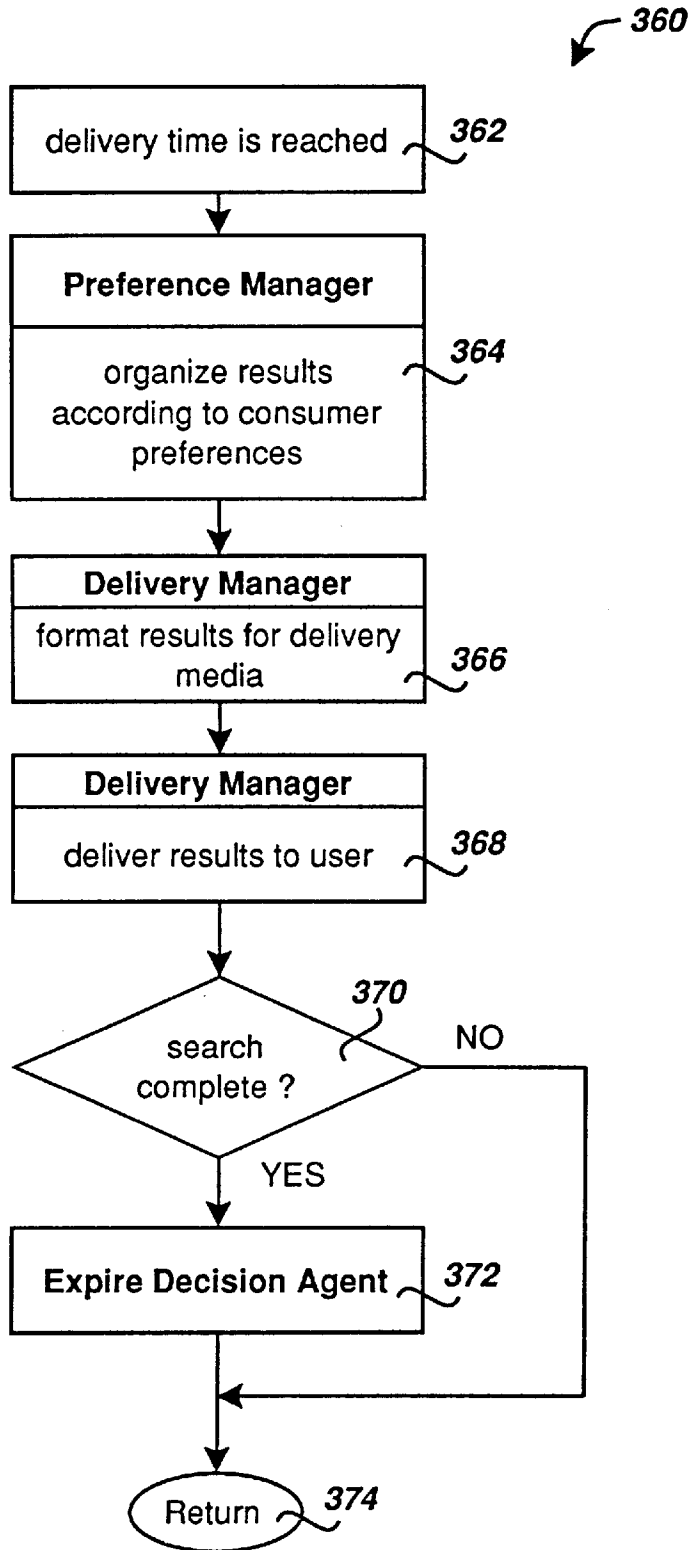 360
delivery time is reached
362
Preference Manager
organize results
according to consumer
preferences
364
Delivery Manager
format results for delivery
media
366
Delivery Manager
deliver results to user
368
370
search
complete ?
NO
YES
Expire Decision Agent
372
Return
374